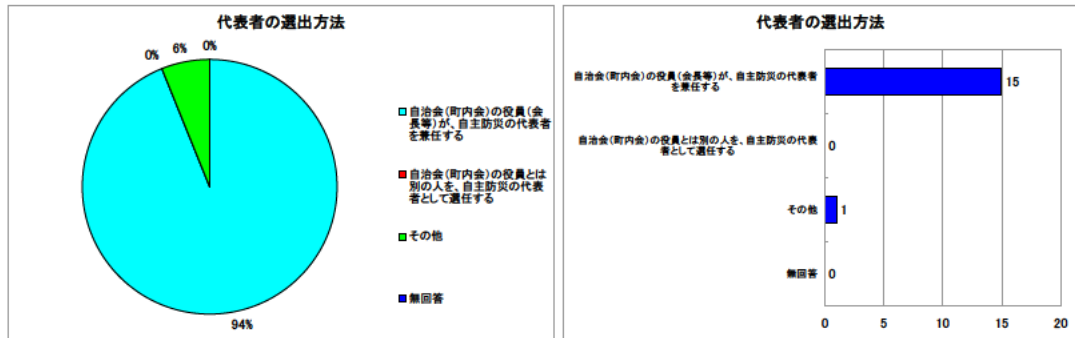 代表者の選出方法
0%
6%
0%
94%
自治会(町内会)の役員(会
長等)が、自主防災の代表者
を兼任する
自治会(町内会)の役員とは
別の人を、自主防災の代表
者として選任する
その他
無回答
代表者の選出方法
自治会(町内会)の役員(会長等)が、自主防災の代表者
を兼任する
15
自治会(町内会)の役員とは別の人を、自主防災の代表
者として選任する
0
その他
1
無回答
0
0 5 10 15 20